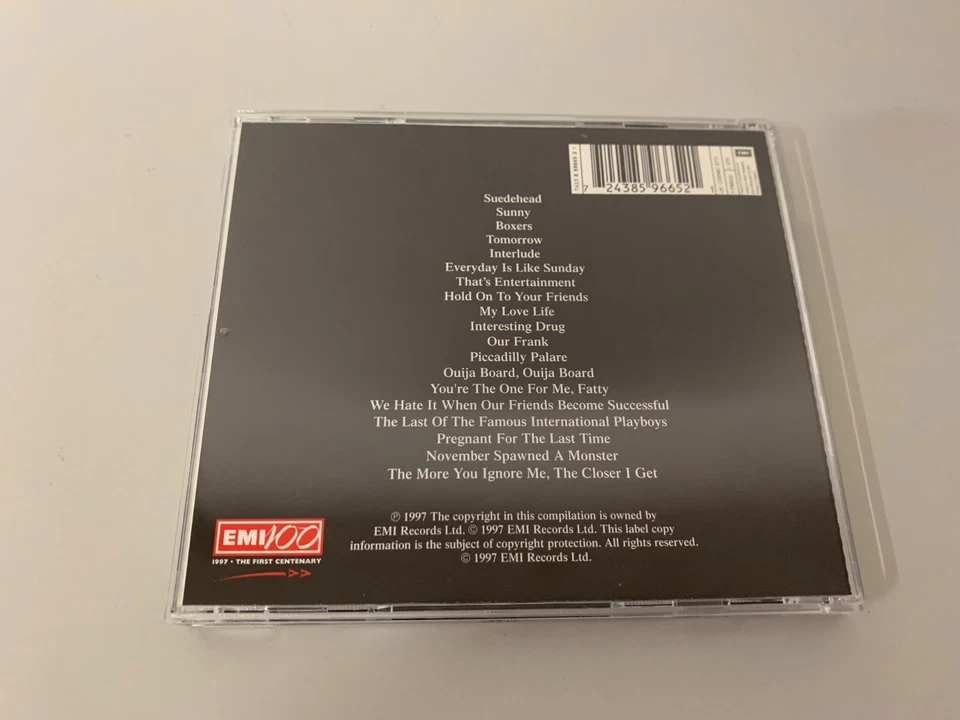 7 24385 96652
Suedehead
Sunny
Boxers
Tomorrow
Interlude
Everyday Is Like Sunday
That's Entertainment
Hold On To Your Friends
My Love Life
Interesting Drug
Our Frank
Piccadilly Palare
Ouija Board, Ouija Board
You're The One For Me, Fatty
We Hate It When Our Friends Become Successful
The Last Of The Famous International Playboys
Pregnant For The Last Time
November Spawned A Monster
The More You Ignore Me, The Closer I Get
℗ 1997 The copyright in this compilation is owned by
EMI Records Ltd. © 1997 EMI Records Ltd. This label copy
information is the subject of copyright protection. All rights reserved.
© 1997 EMI Records Ltd.
EMI100
1997 • THE FIRST CENTENARY